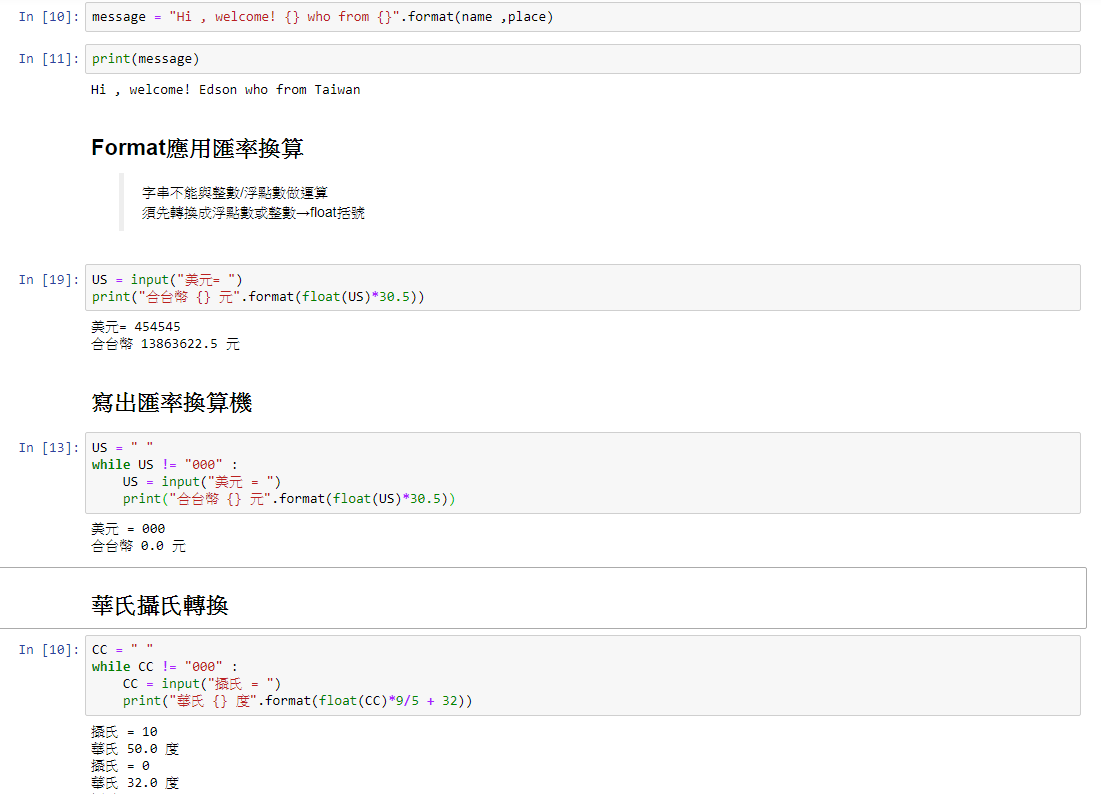 In [10]: message = "Hi , welcome! {} who from {}".format(name ,place)
In [11]: print(message)
Hi , welcome! Edson who from Taiwan
Format應用匯率換算
字串不能與整數/浮點數做運算
須先轉換成浮點數或整數→float括號
In [19]: US = input("美元= ")
print("合台幣 {} 元".format(float(US)*30.5))
美元= 454545
合台幣 13863622.5 元
寫出匯率換算機
In [13]: US = " "
while US != "000" :
    US = input("美元 = ")
    print("合台幣 {} 元".format(float(US)*30.5))
美元 = 000
合台幣 0.0 元
華氏攝氏轉換
In [10]: CC = " "
while CC != "000" :
    CC = input("攝氏 = ")
    print("華氏 {} 度".format(float(CC)*9/5 + 32))
攝氏 = 10
華氏 50.0 度
攝氏 = 0
華氏 32.0 度